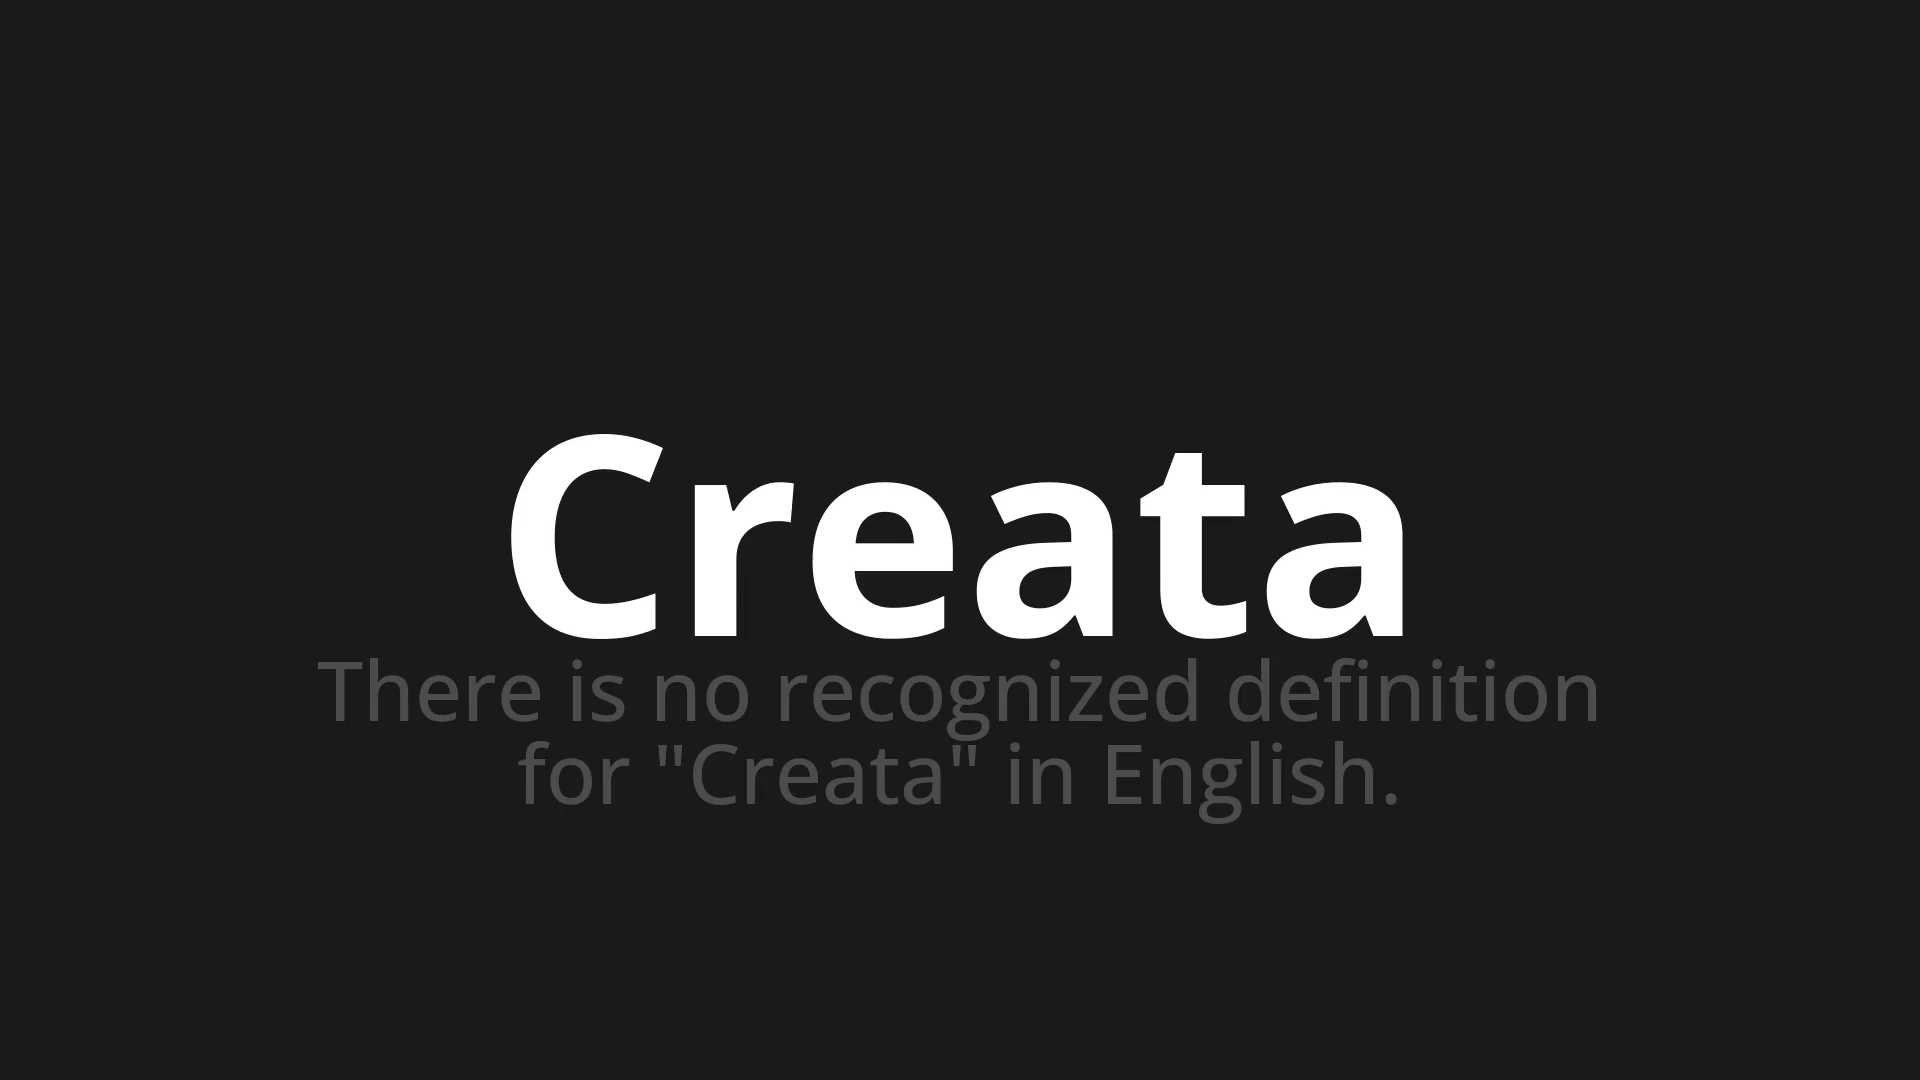 Creata
There is no recognized definition
for "Creata" in English.